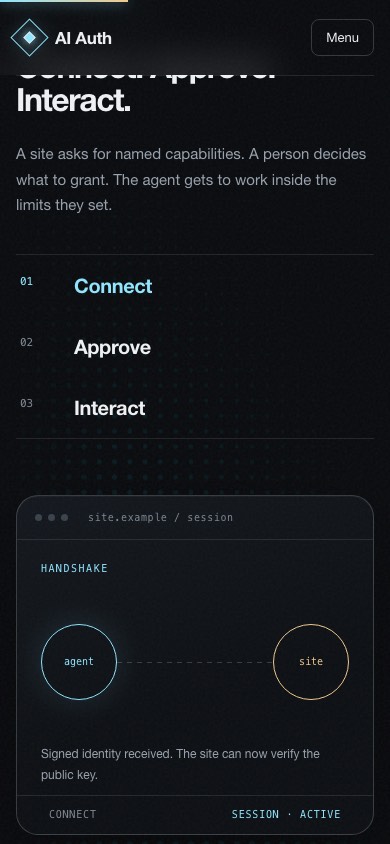 AI Auth
Menu
Connect. Approve.
Interact.
A site asks for named capabilities. A person decides
what to grant. The agent gets to work inside the
limits they set.
01
Connect
02
Approve
03
Interact
site.example / session
HANDSHAKE
agent
site
Signed identity received. The site can now verify the
public key.
CONNECT
SESSION · ACTIVE